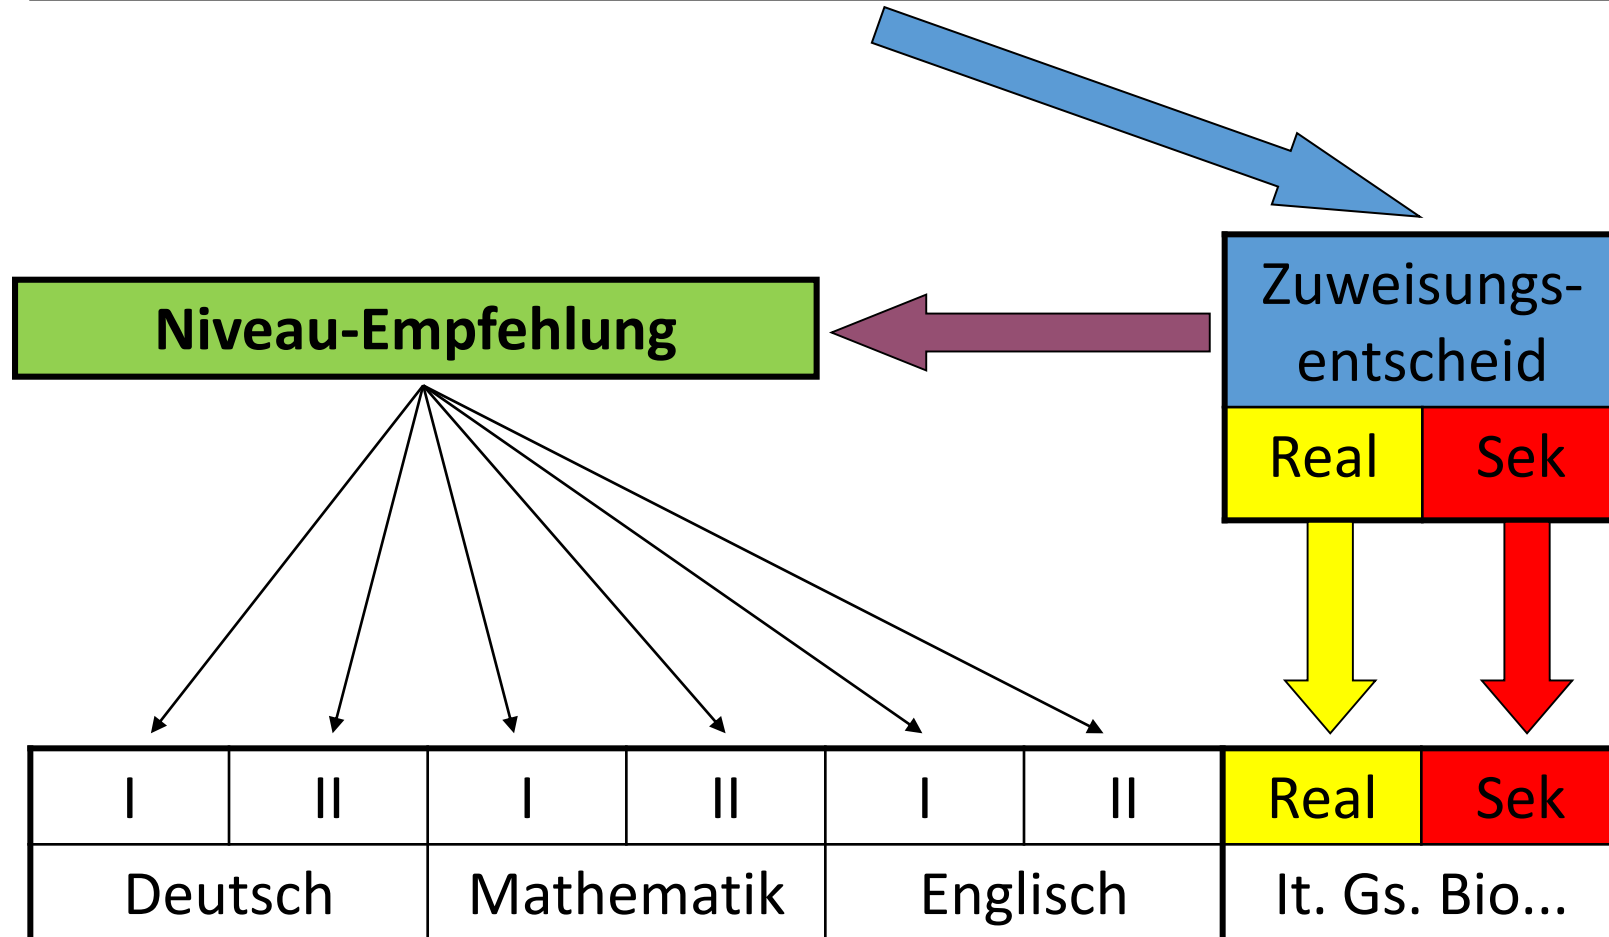 Zuweisungs-
entscheid
Niveau-Empfehlung
Real Sek
I II I II I II Real Sek
Deutsch Mathematik Englisch It. Gs. Bio...